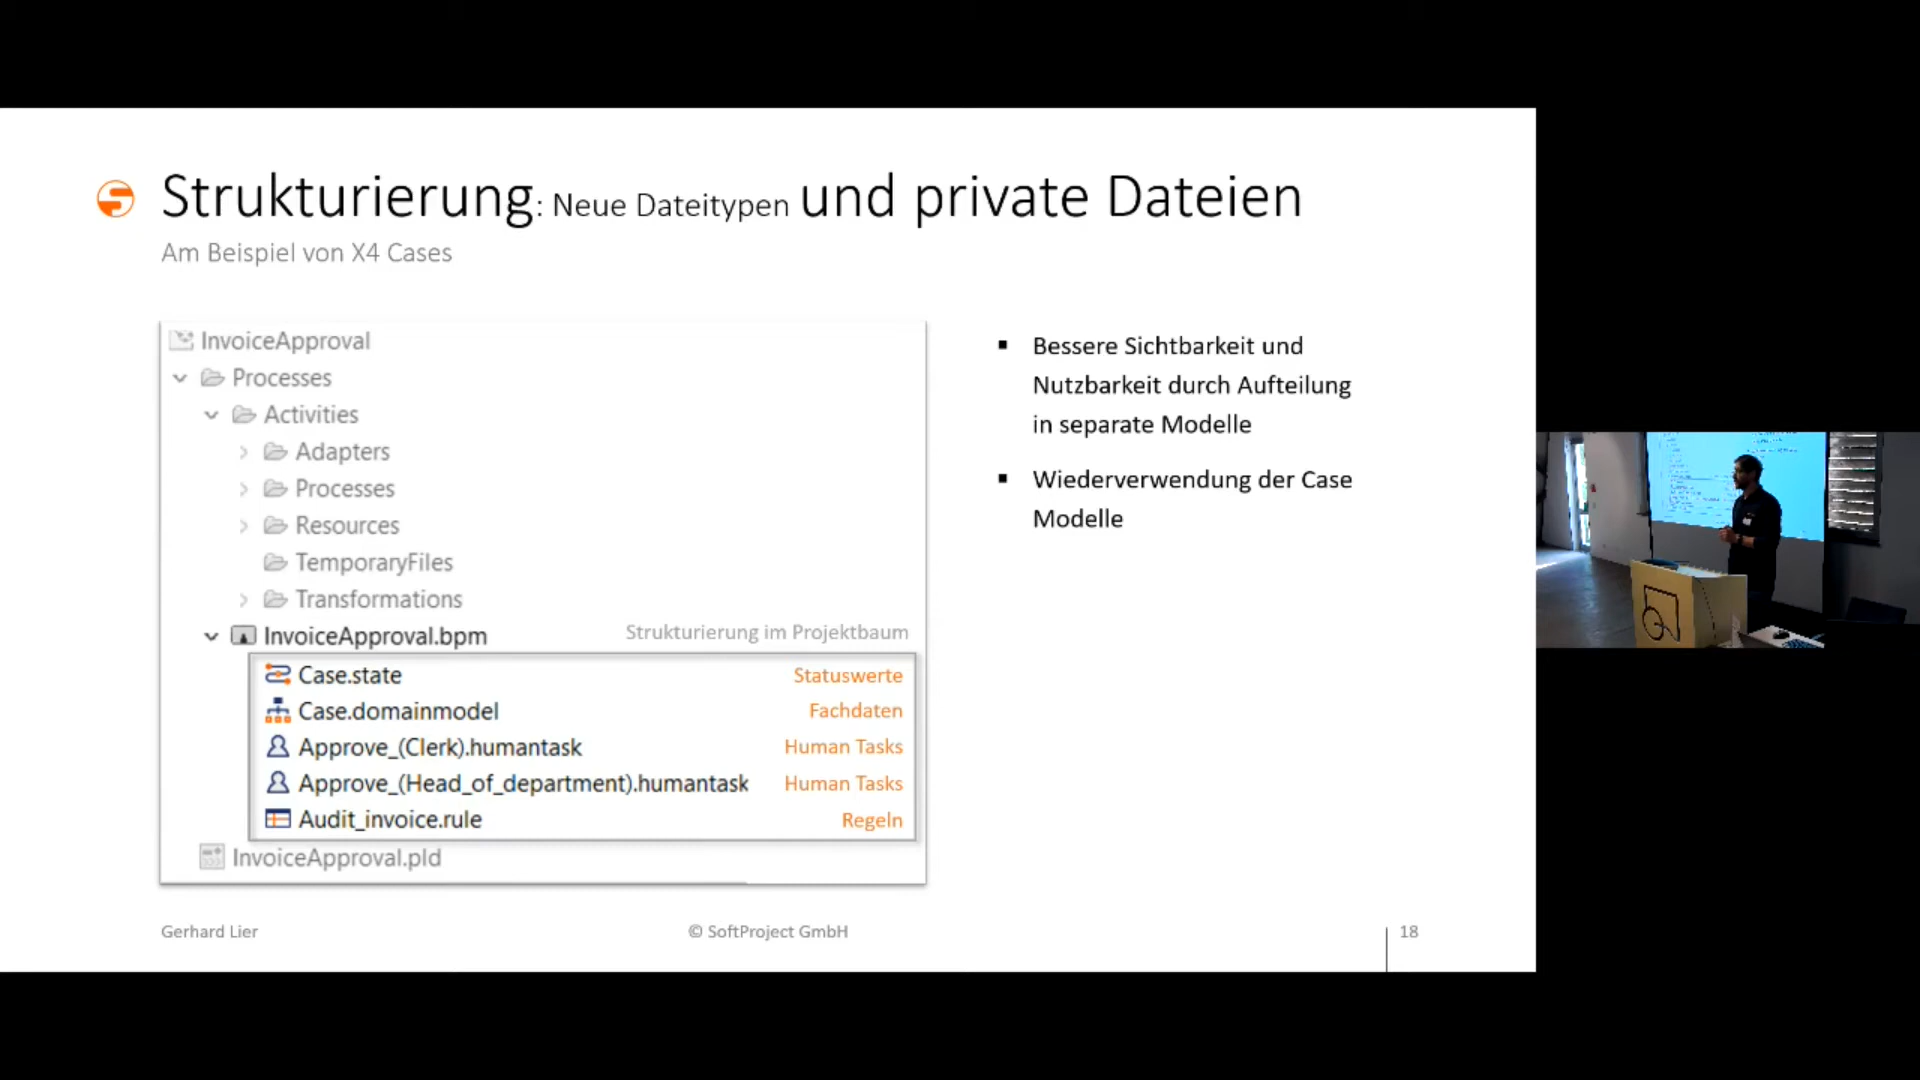 Strukturierung: Neue Dateitypen und private Dateien
Am Beispiel von X4 Cases
InvoiceApproval
Processes
Activities
Adapters
Processes
Resources
TemporaryFiles
Transformations
InvoiceApproval.bpm
Strukturierung im Projektbaum
Case.state Statuswerte
Case.domainmodel Fachdaten
Approve_(Clerk).humantask Human Tasks
Approve_(Head_of_department).humantask Human Tasks
Audit_invoice.rule Regeln
InvoiceApproval.pld
▪ Bessere Sichtbarkeit und
Nutzbarkeit durch Aufteilung
in separate Modelle
▪ Wiederverwendung der Case
Modelle
Gerhard Lier
© SoftProject GmbH
18